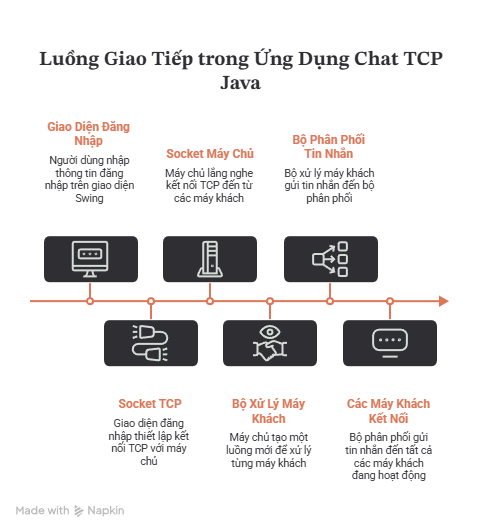 Luồng Giao Tiếp trong Ứng Dụng Chat TCP
Java
Giao Diện Đăng
Nhập
Người dùng nhập
thông tin đăng
nhập trên giao diện
Swing
Socket Máy Chủ
Máy chủ lắng nghe
kết nối TCP đến từ
các máy khách
Bộ Phân Phối
Tin Nhắn
Bộ xử lý máy khách
gửi tin nhắn đến bộ
phân phối
Socket TCP
Giao diện đăng
nhập thiết lập kết
nối TCP với máy
chủ
Bộ Xử Lý Máy
Khách
Máy chủ tạo một
luồng mới để xử lý
từng máy khách
Các Máy Khách
Kết Nối
Bộ phân phối gửi
tin nhắn đến tất cả
các máy khách
đang hoạt động
Made with Napkin